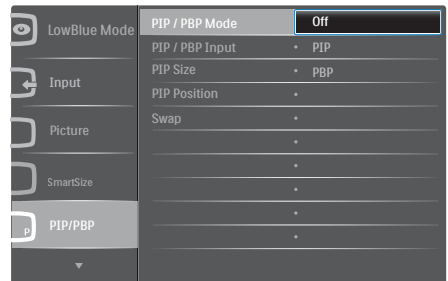 LowBlue Mode
Input
Picture
SmartSize
P
PIP/PBP
PIP / PBP Mode
Off
PIP / PBP Input
• PIP
PIP Size
• PBP
PIP Position
•
Swap
•
•
•
•
•
•